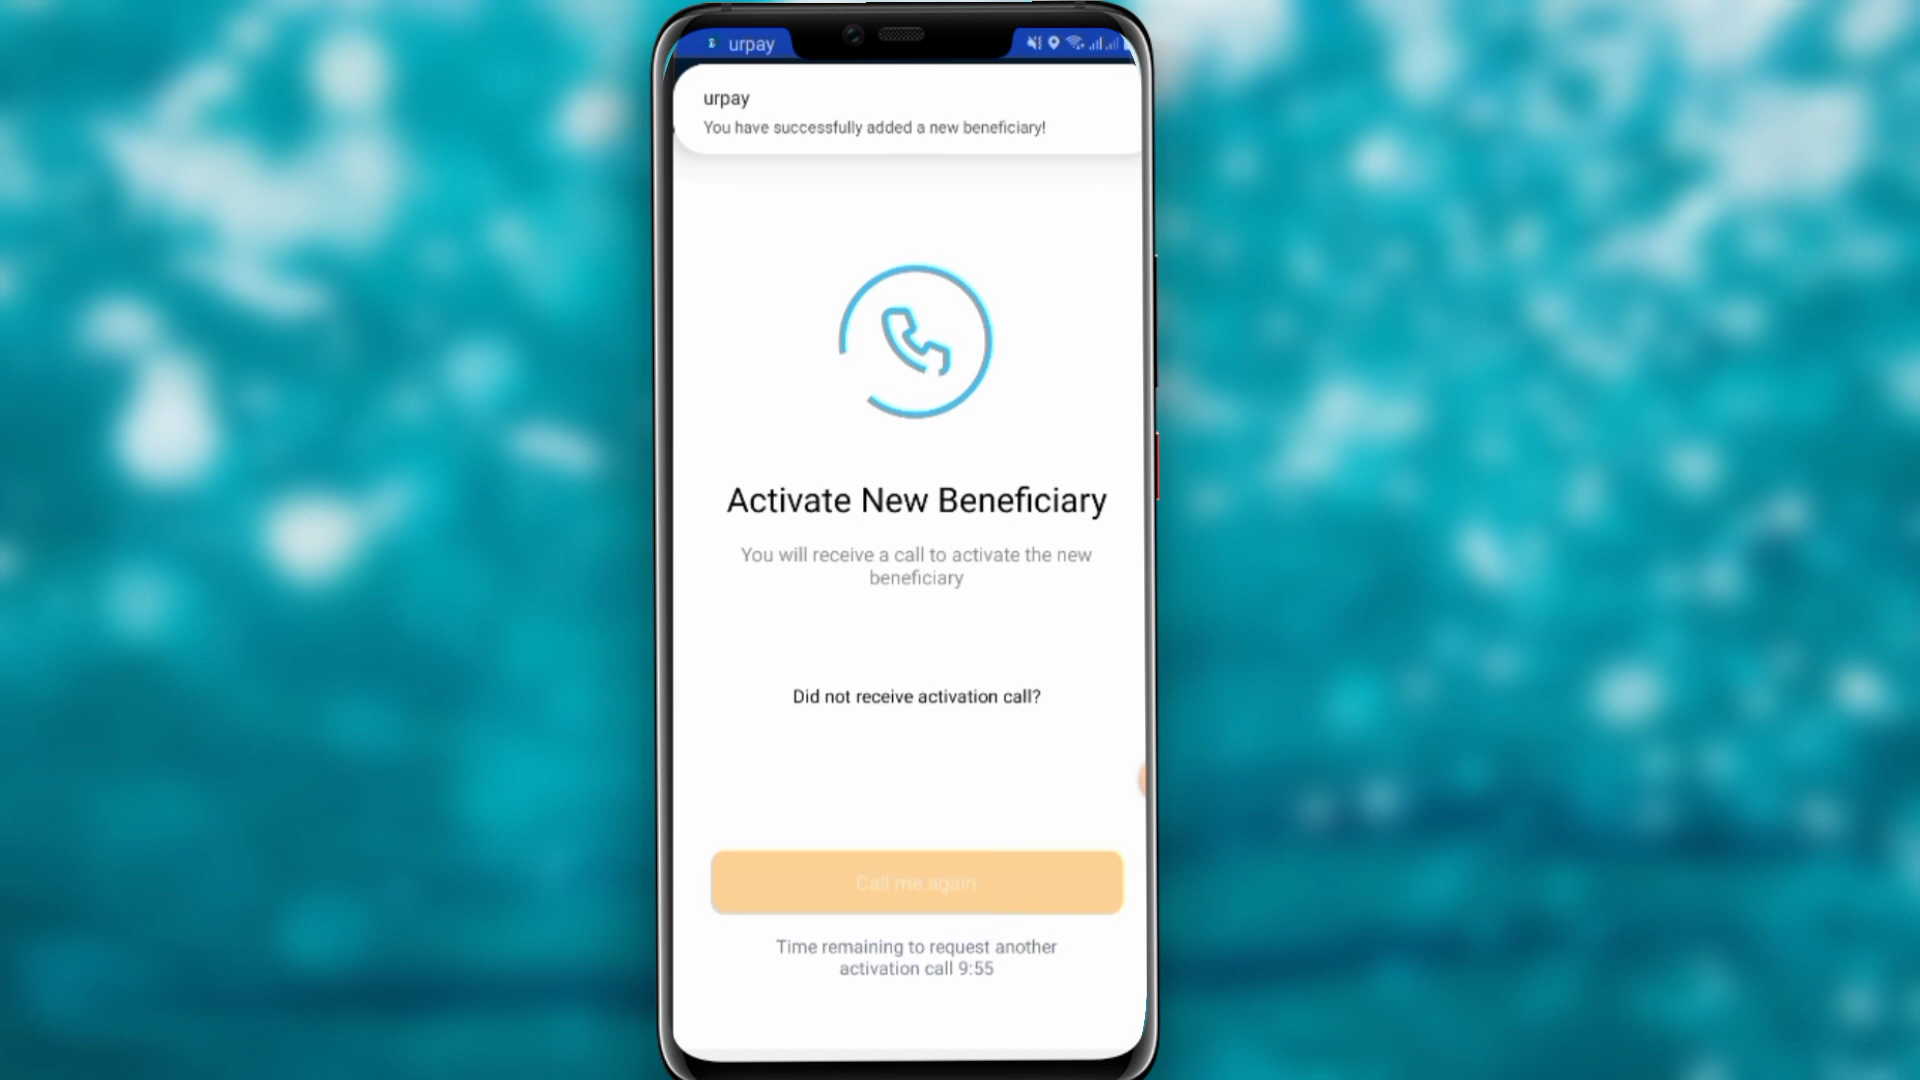 urpay
urpay
You have successfully added a new beneficiary!
Activate New Beneficiary
You will receive a call to activate the new
beneficiary
Did not receive activation call?
Call me again
Time remaining to request another
activation call 9:55